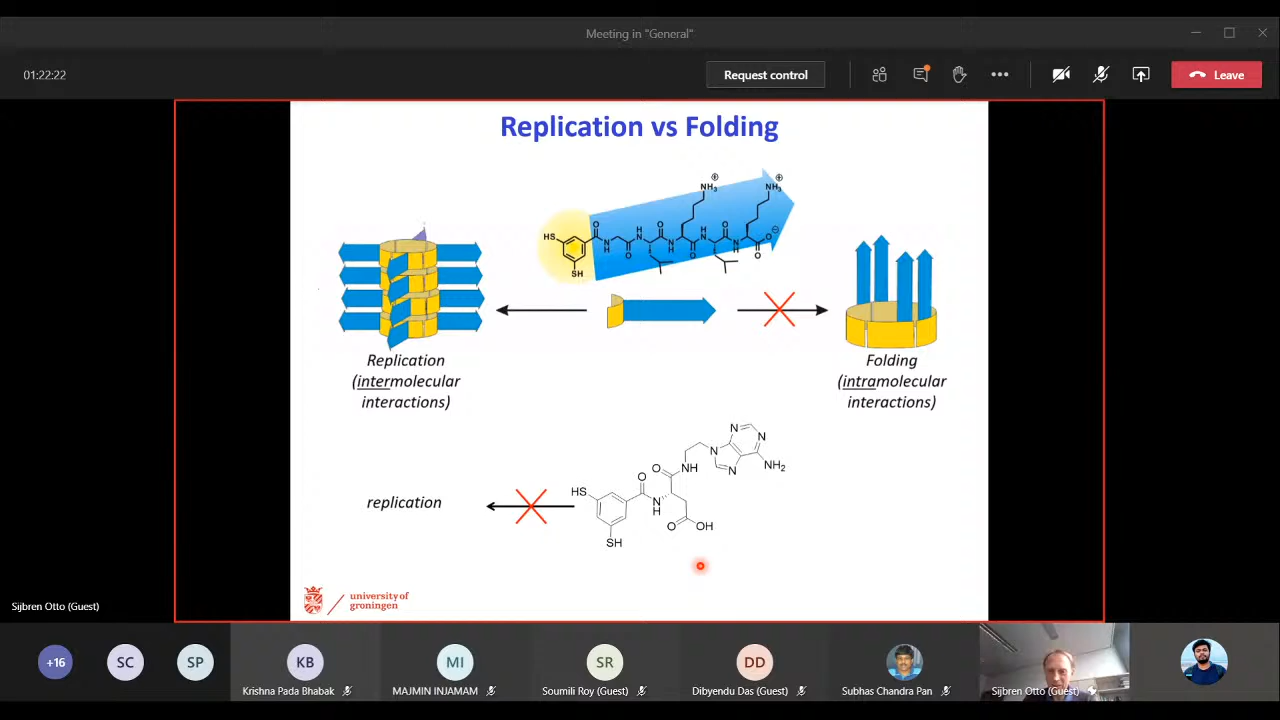 Meeting in "General"
01:22:22
Request control
Leave
Replication vs Folding
NH3 ⊕
NH3 ⊕
HS
SH
O
N
H
O
H
N
O
N
H
O
H
N
O
N
H
O
O⊖
Replication
(intermolecular
interactions)
Folding
(intramolecular
interactions)
replication
N
N
N
N
NH2
O
NH
HS
O
N
H
O
OH
SH
university of
groningen
Sijbren Otto (Guest)
+16
SC
SP
KB
MI
SR
DD
Krishna Pada Bhabak
MAJMIN INJAMAM
Soumili Roy (Guest)
Dibyendu Das (Guest)
Subhas Chandra Pan
Sijbren Otto (Guest)